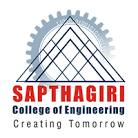 SAPTHAGIRI
College of Engineering
Creating Tomorrow